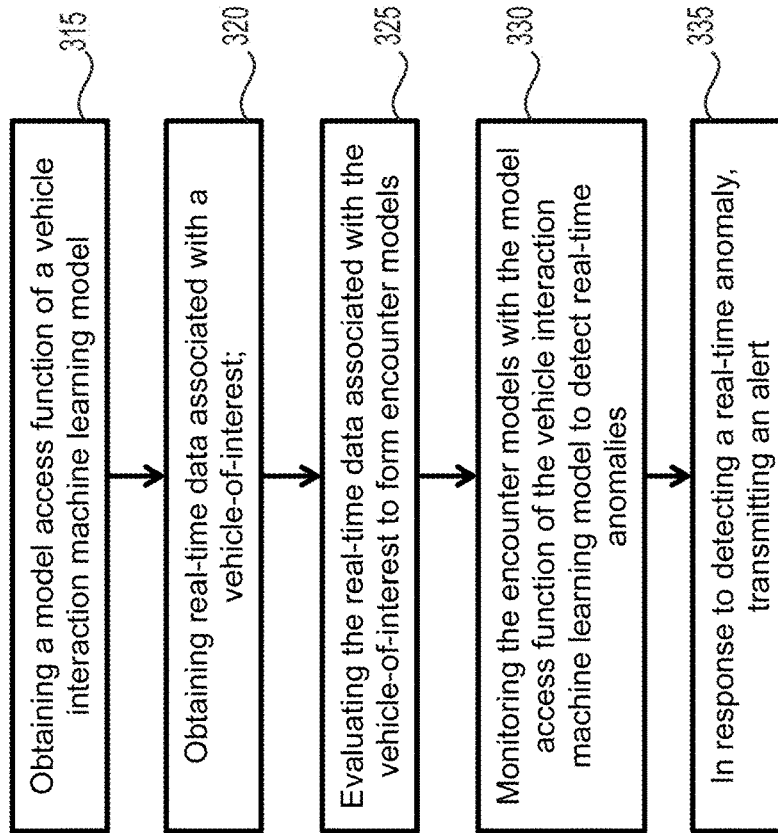 Obtaining a model access function of a vehicle
interaction machine learning model
315
Obtaining real-time data associated with a
vehicle-of-interest;
320
Evaluating the real-time data associated with the
vehicle-of-interest to form encounter models
325
Monitoring the encounter models with the model
access function of the vehicle interaction
machine learning model to detect real-time
anomalies
330
In response to detecting a real-time anomaly,
transmitting an alert
335